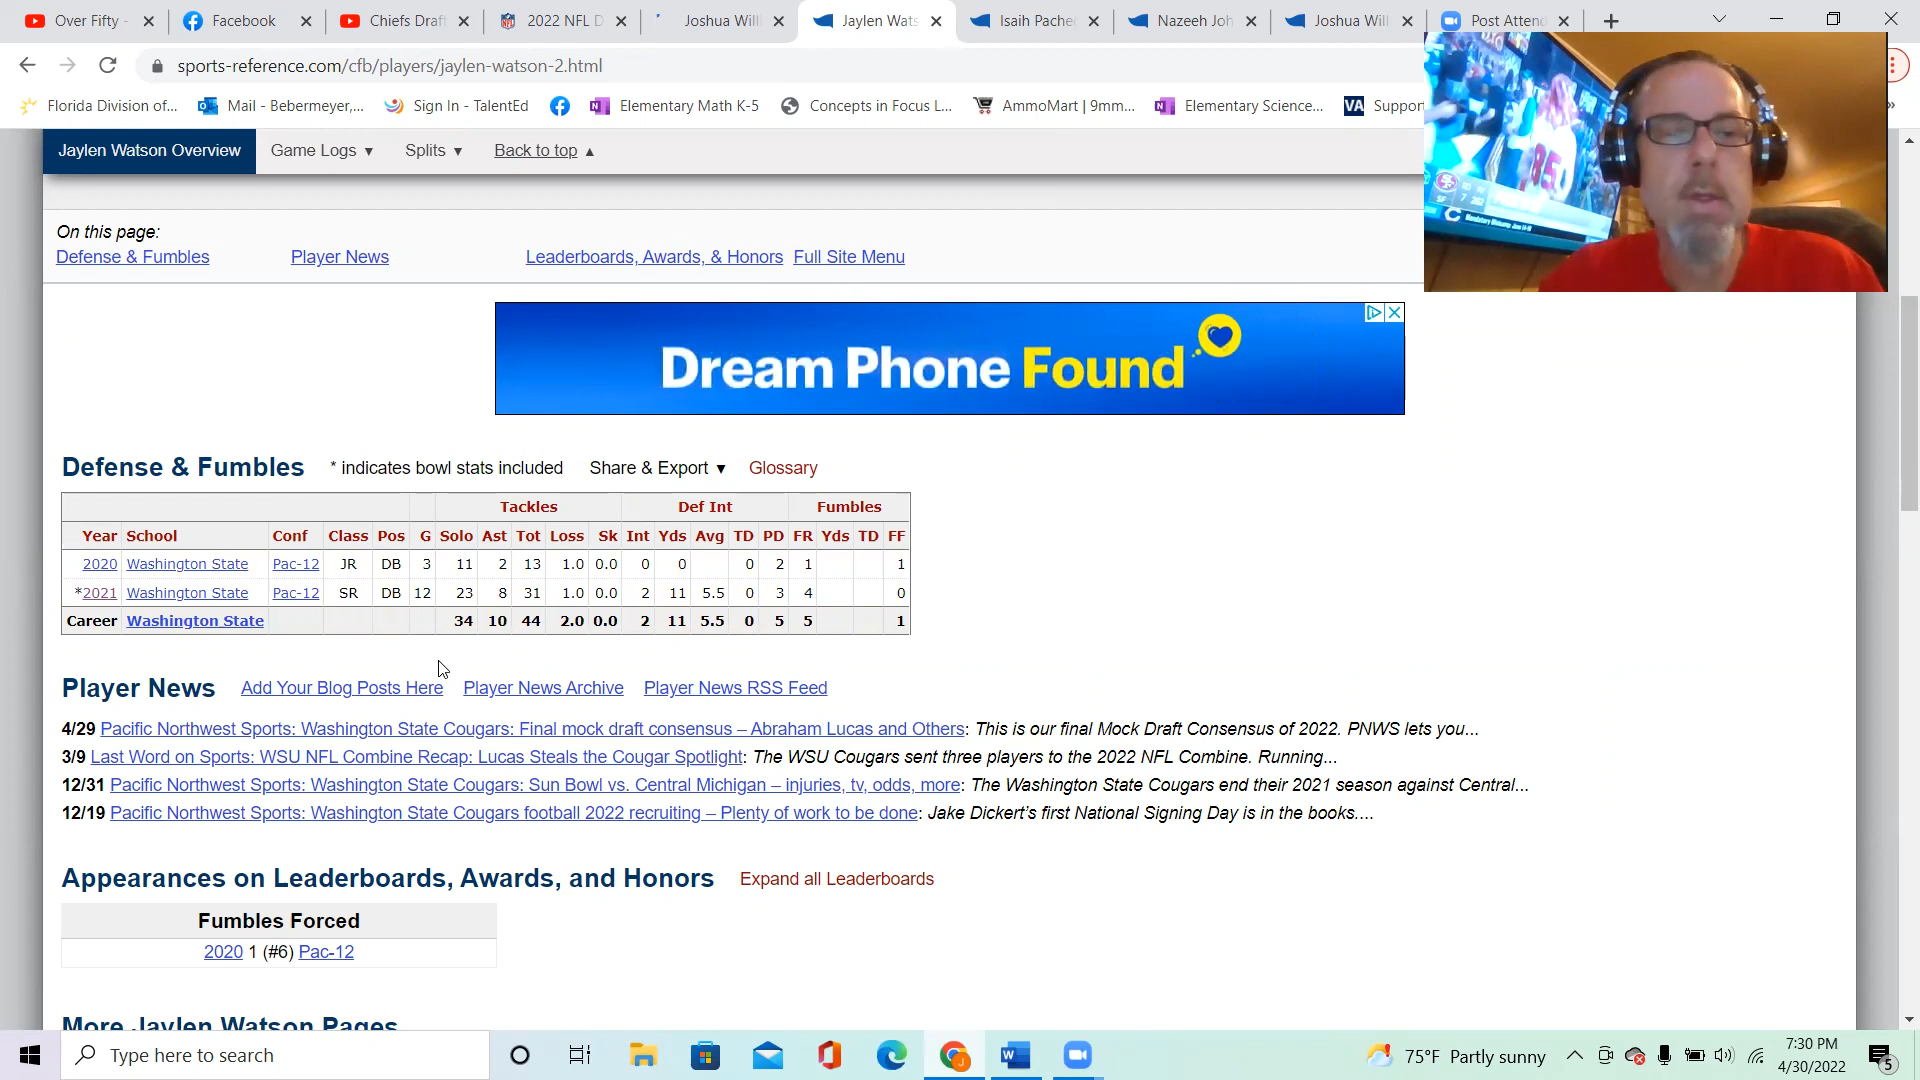 Over Fifty - Facebook Chiefs Draf 2022 NFL D Joshua Will Jaylen Wats Isaih Pache Nazeeh Joh Joshua Will Post Attend
sports-reference.com/cfb/players/jaylen-watson-2.html
Florida Division of... Mail - Bebermeyer,... Sign In - TalentEd Elementary Math K-5 Concepts in Focus L... AmmoMart | 9mm... Elementary Science... VA Support
Jaylen Watson Overview Game Logs ▼ Splits ▼ Back to top ▲
85
SF 7 262
On this page:
Defense & Fumbles Player News Leaderboards, Awards, & Honors Full Site Menu
Dream Phone Found
Defense & Fumbles * indicates bowl stats included Share & Export ▼ Glossary
Tackles Def Int Fumbles
Year School Conf Class Pos G Solo Ast Tot Loss Sk Int Yds Avg TD PD FR Yds TD FF
2020 Washington State Pac-12 JR DB 3 11 2 13 1.0 0.0 0 0 0 2 1 1
*2021 Washington State Pac-12 SR DB 12 23 8 31 1.0 0.0 2 11 5.5 0 3 4 0
Career Washington State 34 10 44 2.0 0.0 2 11 5.5 0 5 5 1
Player News Add Your Blog Posts Here Player News Archive Player News RSS Feed
4/29 Pacific Northwest Sports: Washington State Cougars: Final mock draft consensus – Abraham Lucas and Others: This is our final Mock Draft Consensus of 2022. PNWS lets you...
3/9 Last Word on Sports: WSU NFL Combine Recap: Lucas Steals the Cougar Spotlight: The WSU Cougars sent three players to the 2022 NFL Combine. Running...
12/31 Pacific Northwest Sports: Washington State Cougars: Sun Bowl vs. Central Michigan – injuries, tv, odds, more: The Washington State Cougars end their 2021 season against Central...
12/19 Pacific Northwest Sports: Washington State Cougars football 2022 recruiting – Plenty of work to be done: Jake Dickert's first National Signing Day is in the books....
Appearances on Leaderboards, Awards, and Honors Expand all Leaderboards
Fumbles Forced
2020 1 (#6) Pac-12
More Jaylen Watson Pages
Type here to search
75°F Partly sunny
7:30 PM
4/30/2022
5